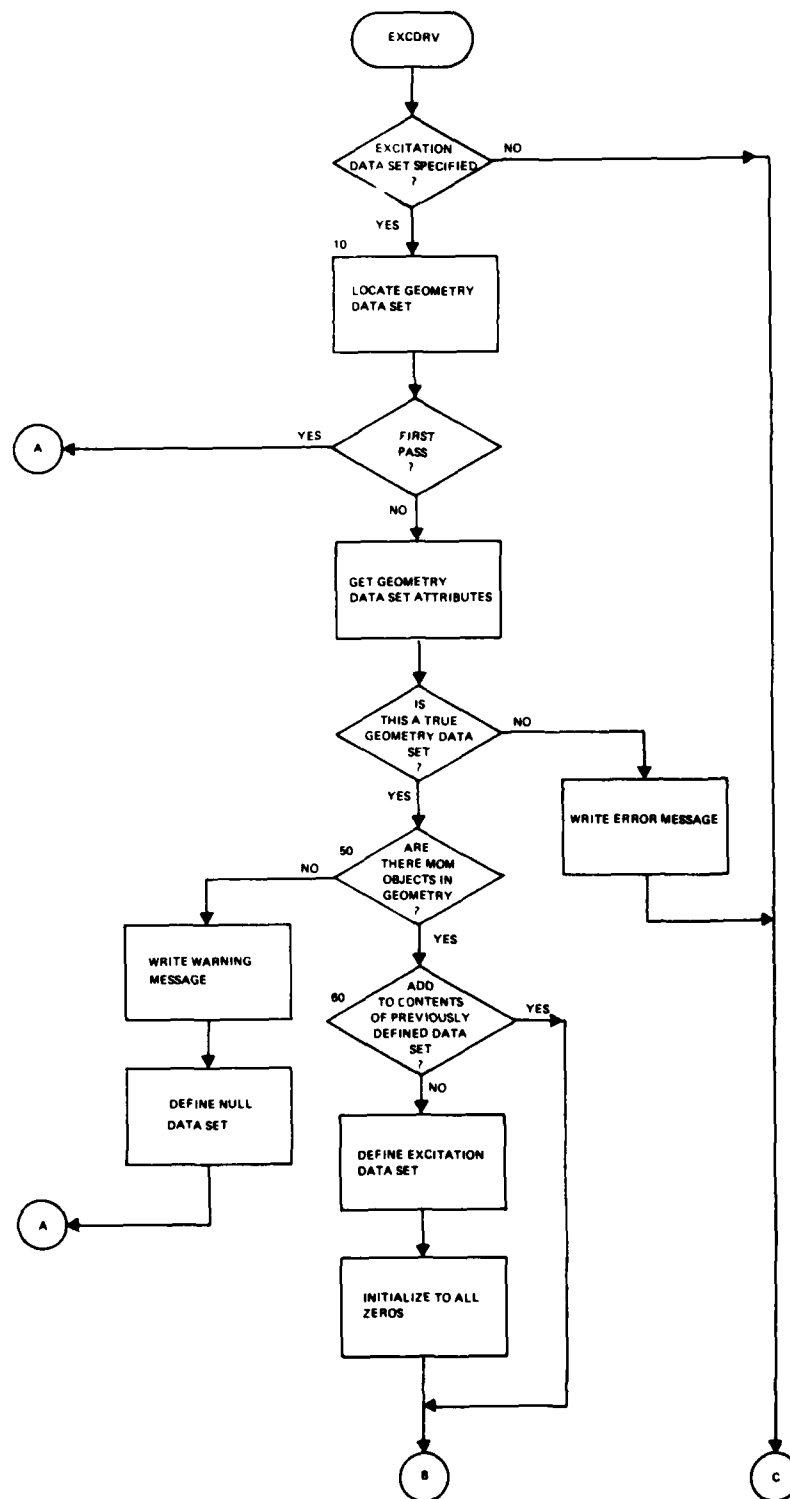 EXCDRV
EXCITATION
DATA SET SPECIFIED
?
NO
YES
10
LOCATE GEOMETRY
DATA SET
YES
A
FIRST
PASS
?
NO
GET GEOMETRY
DATA SET ATTRIBUTES
IS
THIS A TRUE
GEOMETRY DATA
SET
?
NO
YES
WRITE ERROR MESSAGE
50
ARE
THERE MOM
OBJECTS IN
GEOMETRY
?
NO
YES
WRITE WARNING
MESSAGE
60
ADD
TO CONTENTS
OF PREVIOUSLY
DEFINED DATA
SET
?
YES
NO
DEFINE NULL
DATA SET
DEFINE EXCITATION
DATA SET
A
INITIALIZE TO ALL
ZEROS
B
C